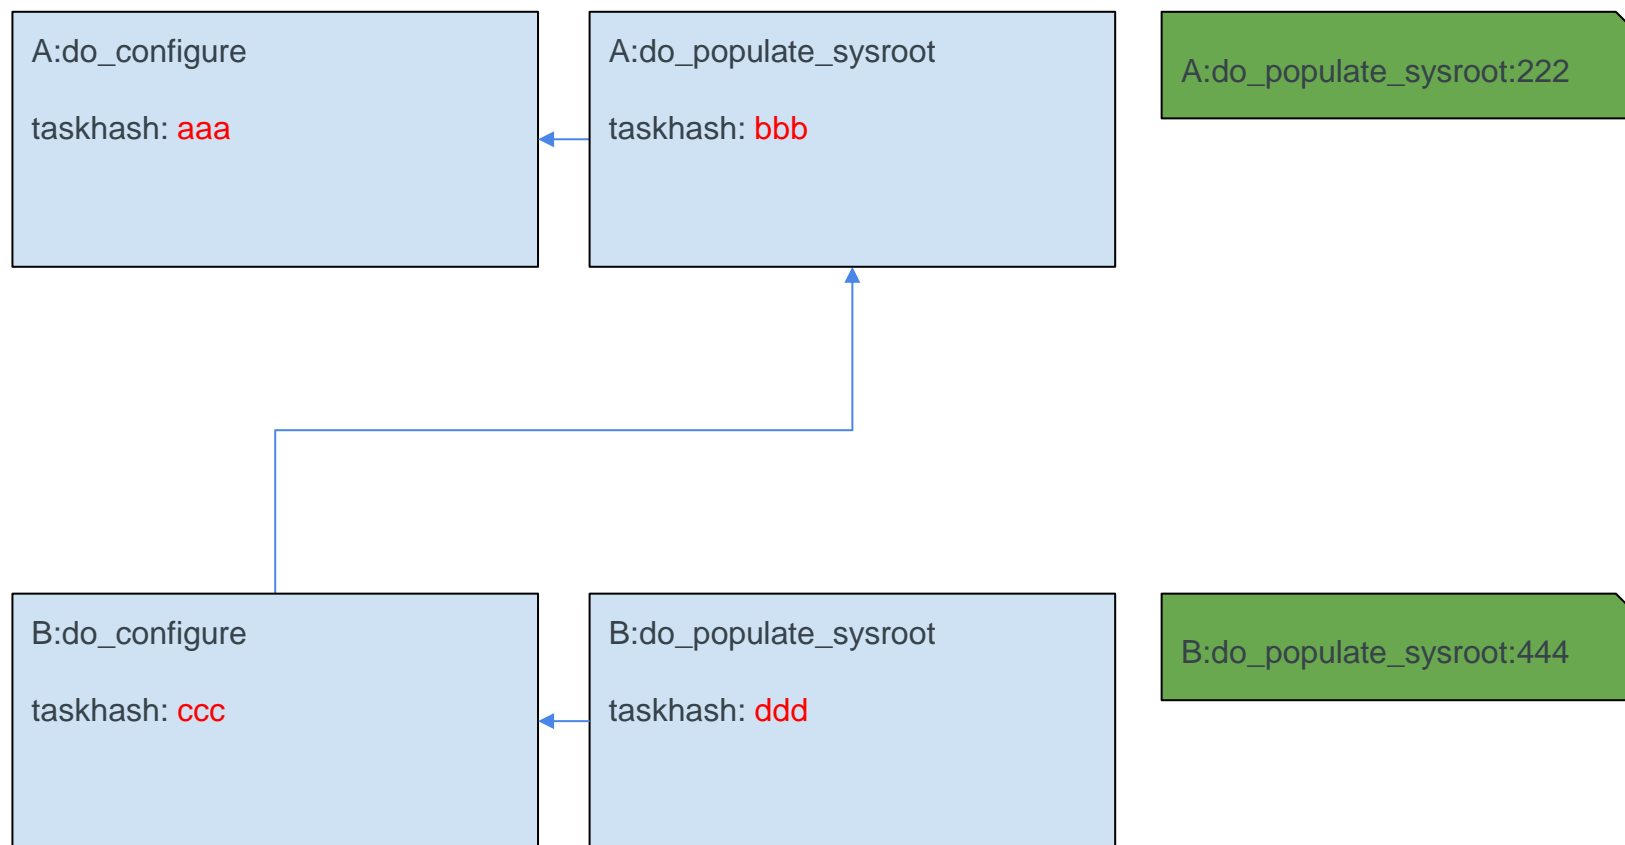 A:do_configure
taskhash: aaa
A:do_populate_sysroot
taskhash: bbb
A:do_populate_sysroot:222
B:do_configure
taskhash: ccc
B:do_populate_sysroot
taskhash: ddd
B:do_populate_sysroot:444